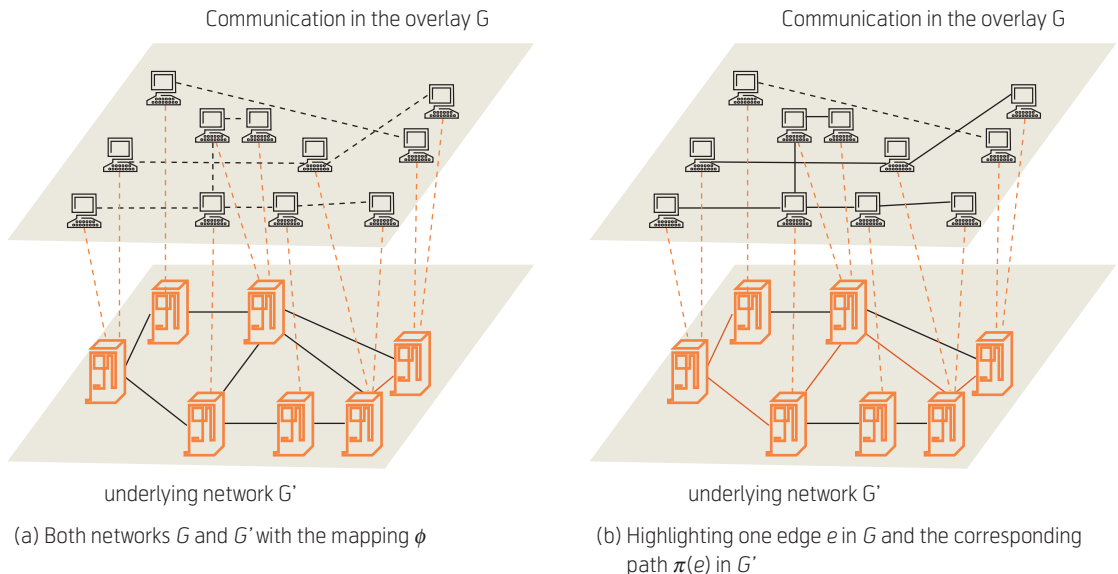 Communication in the overlay G
underlying network G’
(a) Both networks G and G’ with the mapping ϕ
Communication in the overlay G
underlying network G’
(b) Highlighting one edge e in G and the corresponding
path π(e) in G’